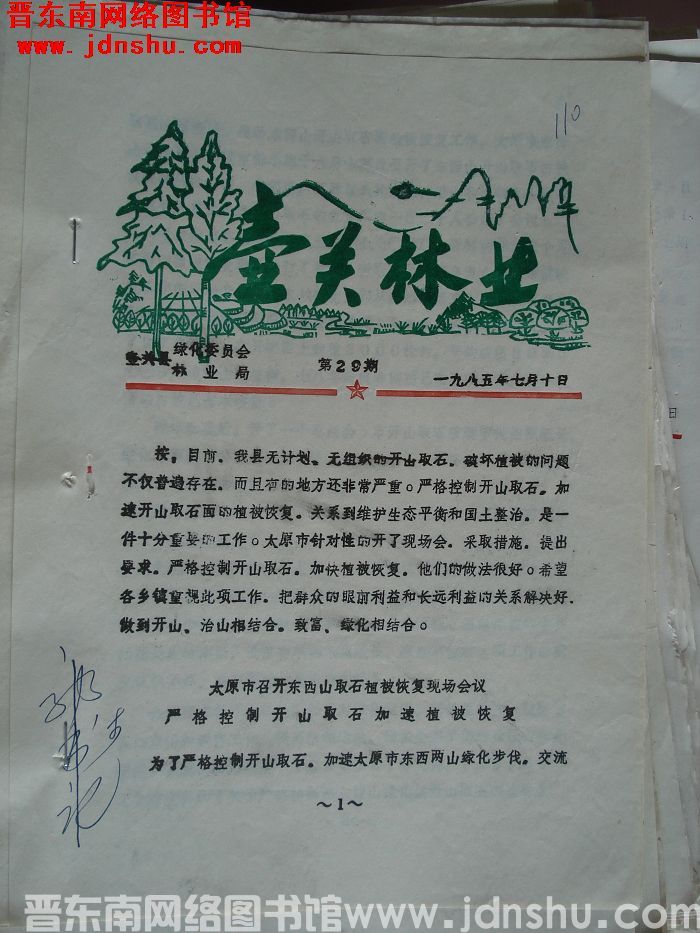 晋东南网络图书馆
www.jdnshu.com
110
壶关林业
壶关县 绿化委员会
林业局
第29期
一九八五年七月十日
按。目前。我县无计划、无组织的开山取石。破坏植被的问题
不仅普遍存在。而且有的地方还非常严重。严格控制开山取石。加
速开山取石面的植被恢复。关系到维护生态平衡和国土整治。是一
件十分重要的工作。太原市针对性的开了现场会。采取措施。提出
要求。严格控制开山取石。加快植被恢复。他们的做法很好。希望
各乡镇重视此项工作。把群众的眼前利益和长远利益的关系解决好.
做到开山、治山相结合。致富、绿化相结合。
太原市召开东西山取石植被恢复现场会议
严格控制开山取石加速植被恢复
为了严格控制开山取石。加速太原市东西两山绿化步伐。交流
～1～
晋东南网络图书馆www.jdnshu.com